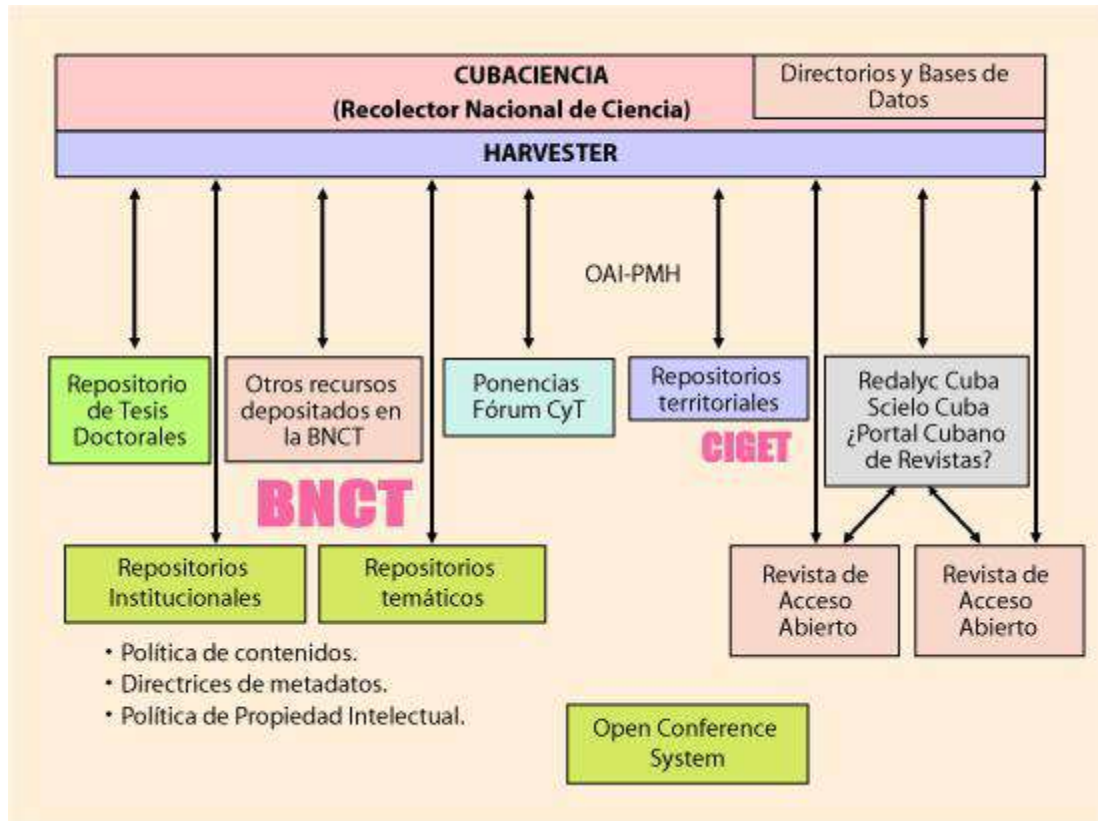 CUBACIENCIA
(Recolector Nacional de Ciencia)
Directorios y Bases de
Datos
HARVESTER
OAI-PMH
Repositorio
de Tesis
Doctorales
Otros recursos
depositados en
la BNCT
Ponencias
Fórum CyT
Repositorios
territoriales
Redalyc Cuba
Scielo Cuba
¿Portal Cubano
de Revistas?
CIGET
BNCT
Repositorios
Institucionales
Repositorios
temáticos
Revista de
Acceso
Abierto
Revista de
Acceso
Abierto
• Política de contenidos.
• Directrices de metadatos.
• Política de Propiedad Intelectual.
Open Conference
System